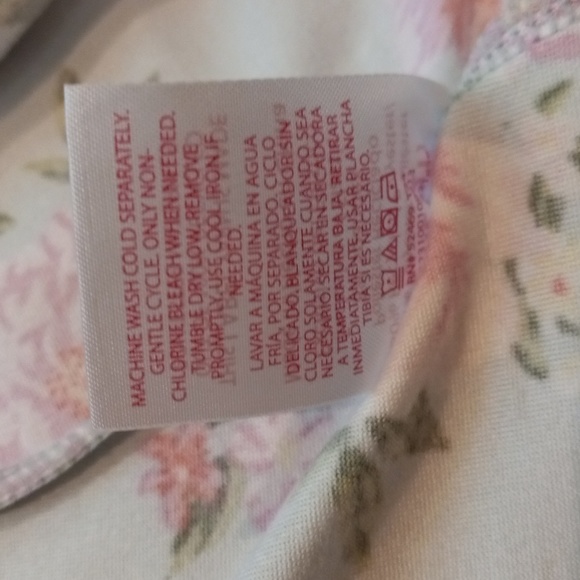 MACHINE WASH COLD SEPARATELY.
GENTLE CYCLE. ONLY NON-
CHLORINE BLEACH WHEN NEEDED.
TUMBLE DRY LOW. REMOVE
PROMPTLY. USE COOL IRON IF
NEEDED.
LAVAR A MÁQUINA EN AGUA
FRÍA, POR SEPARADO. CICLO
DELICADO. BLANQUEADOR SIN
CLORO SOLAMENTE CUANDO SEA
NECESARIO. SECAR EN SECADORA
A TEMPERATURA BAJA. RETIRAR
INMEDIATAMENTE. USAR PLANCHA
TIBIA SI ES NECESARIO.